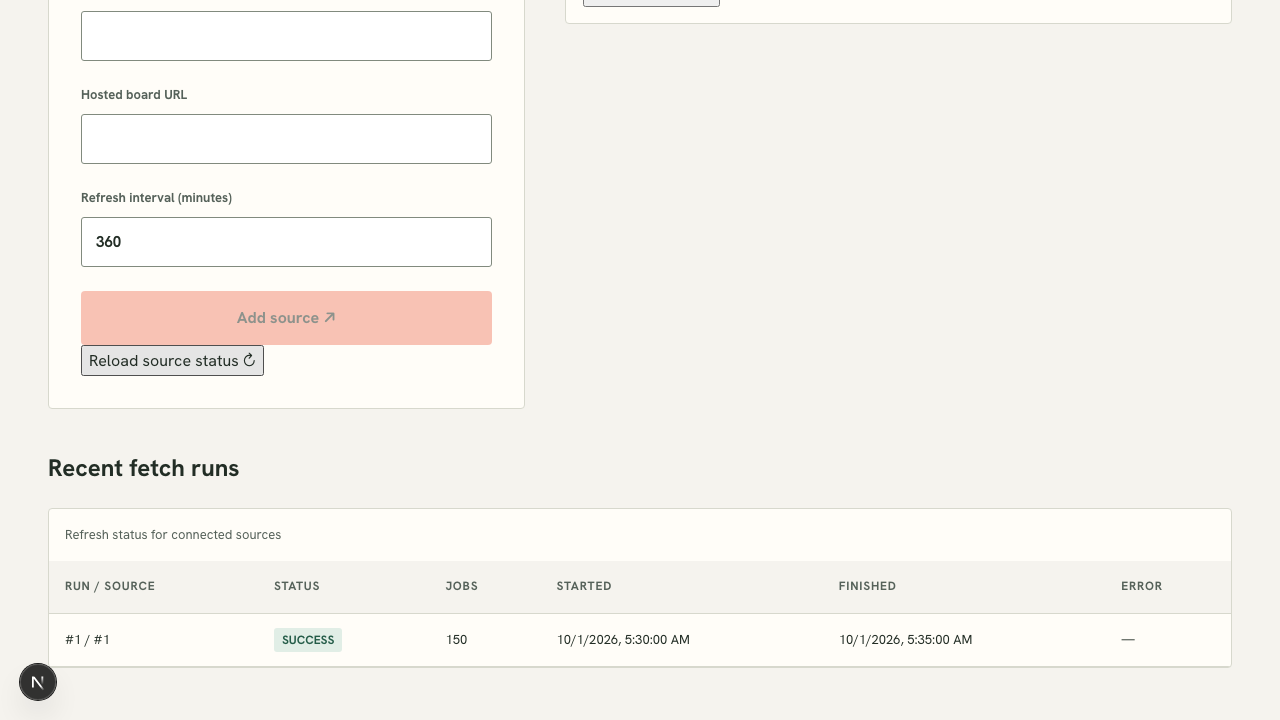 Hosted board URL
Refresh interval (minutes)
360
Add source ↗
Reload source status ↻
Recent fetch runs
Refresh status for connected sources
RUN / SOURCE STATUS JOBS STARTED FINISHED ERROR
#1 / #1 SUCCESS 150 10/1/2026, 5:30:00 AM 10/1/2026, 5:35:00 AM —
N